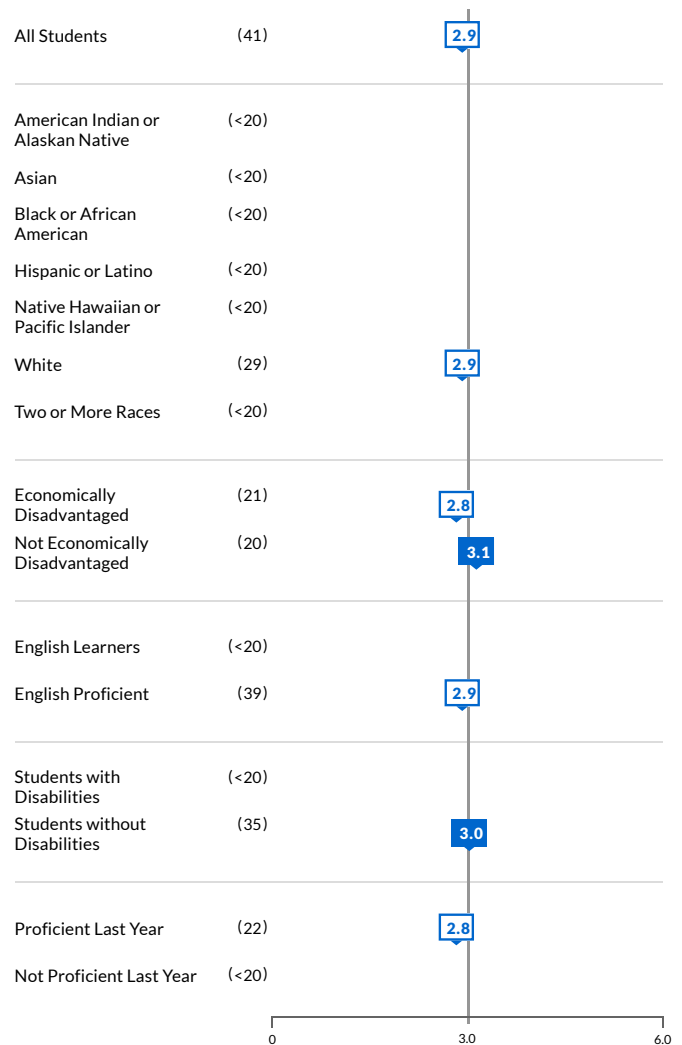 All Students (41) 2.9
American Indian or (<20)
Alaskan Native
Asian (<20)
Black or African (<20)
American
Hispanic or Latino (<20)
Native Hawaiian or (<20)
Pacific Islander
White (29) 2.9
Two or More Races (<20)
Economically (21) 2.8
Disadvantaged
Not Economically (20) 3.1
Disadvantaged
English Learners (<20)
English Proficient (39) 2.9
Students with (<20)
Disabilities
Students without (35) 3.0
Disabilities
Proficient Last Year (22) 2.8
Not Proficient Last Year (<20)
0 3.0 6.0